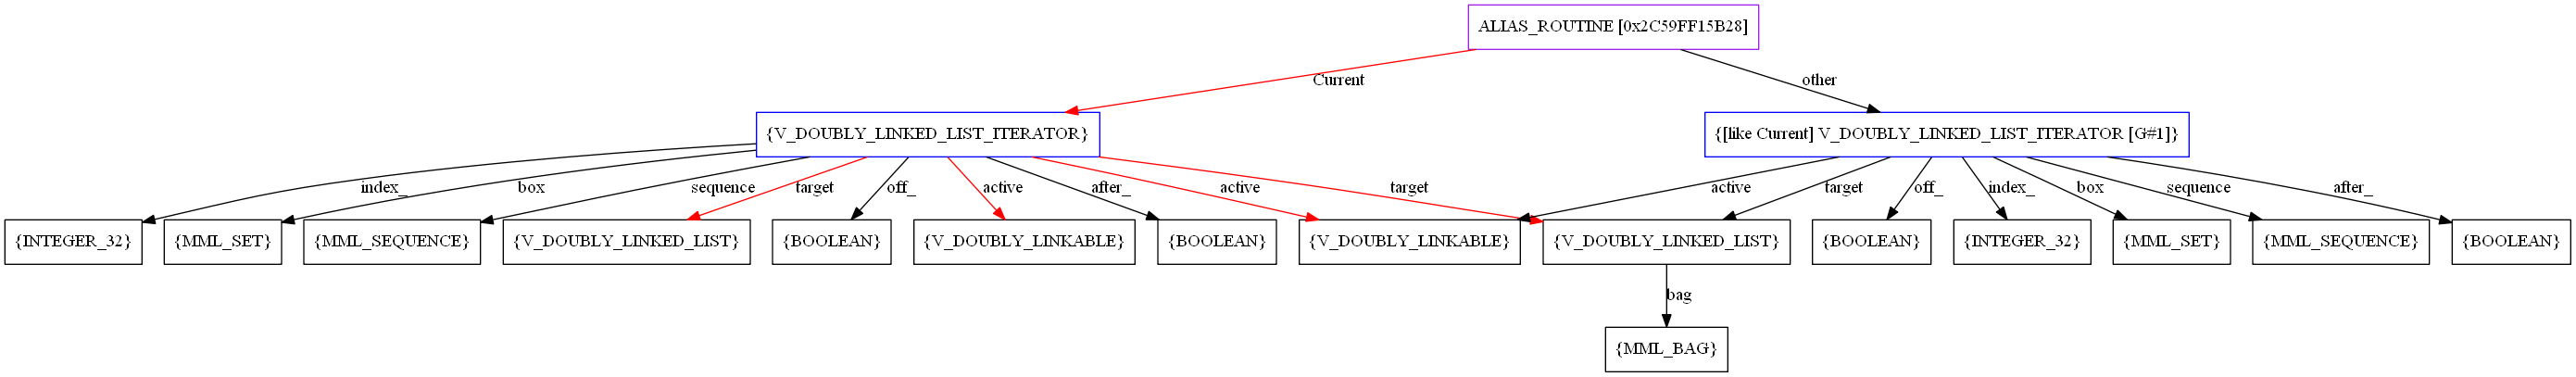 ALIAS_ROUTINE [0x2C59FF15B28]
Current
other
{V_DOUBLY_LINKED_LIST_ITERATOR}
{[like Current] V_DOUBLY_LINKED_LIST_ITERATOR [G#1]}
index_
box
sequence
target
off_
active
after_
active
target
active
target
off_
index_
box
sequence
after_
{INTEGER_32}
{MML_SET}
{MML_SEQUENCE}
{V_DOUBLY_LINKED_LIST}
{BOOLEAN}
{V_DOUBLY_LINKABLE}
{BOOLEAN}
{V_DOUBLY_LINKABLE}
{V_DOUBLY_LINKED_LIST}
{BOOLEAN}
{INTEGER_32}
{MML_SET}
{MML_SEQUENCE}
{BOOLEAN}
bag
{MML_BAG}